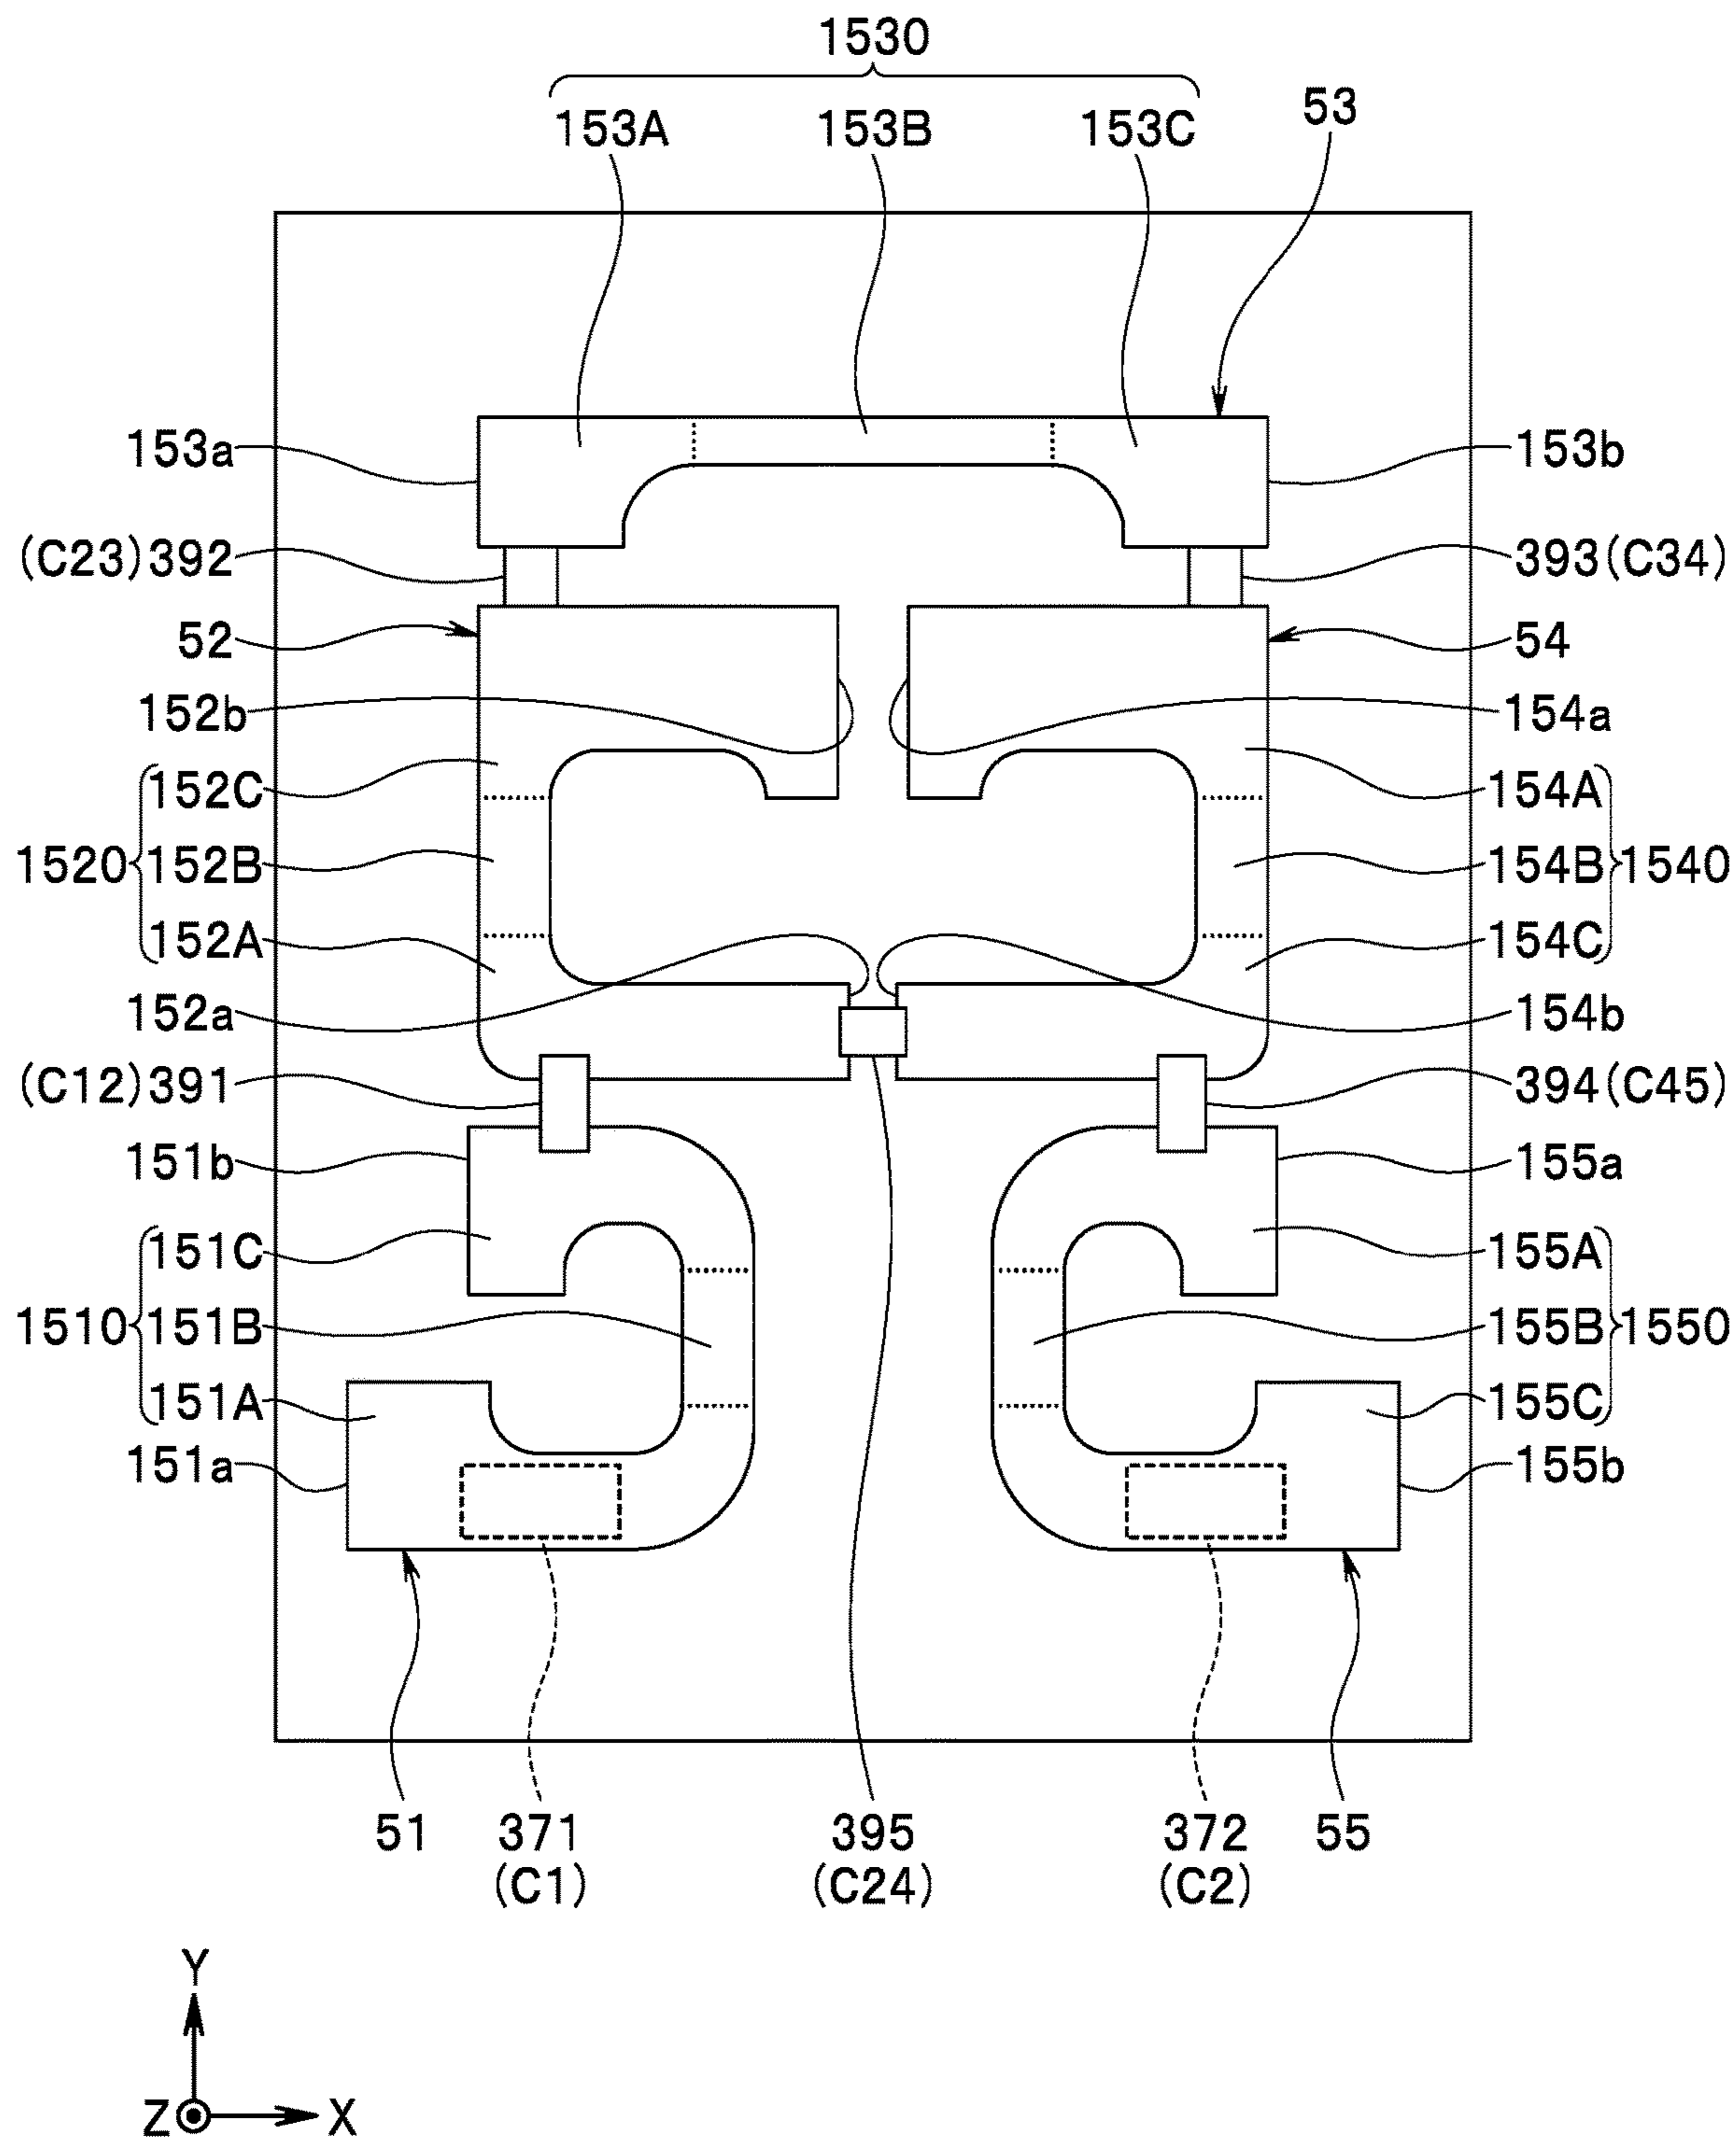 1530
153A 153B 153C 53
153a 153b
(C23)392 393(C34)
52 54
152b 154a
152C 154A
1520 152B 154B 1540
152A 154C
152a 154b
(C12)391 394(C45)
151b 155a
151C 155A
1510 151B 155B 1550
151A 155C
151a 155b
51 371 395 372 55
(C1) (C24) (C2)
Y
Z X